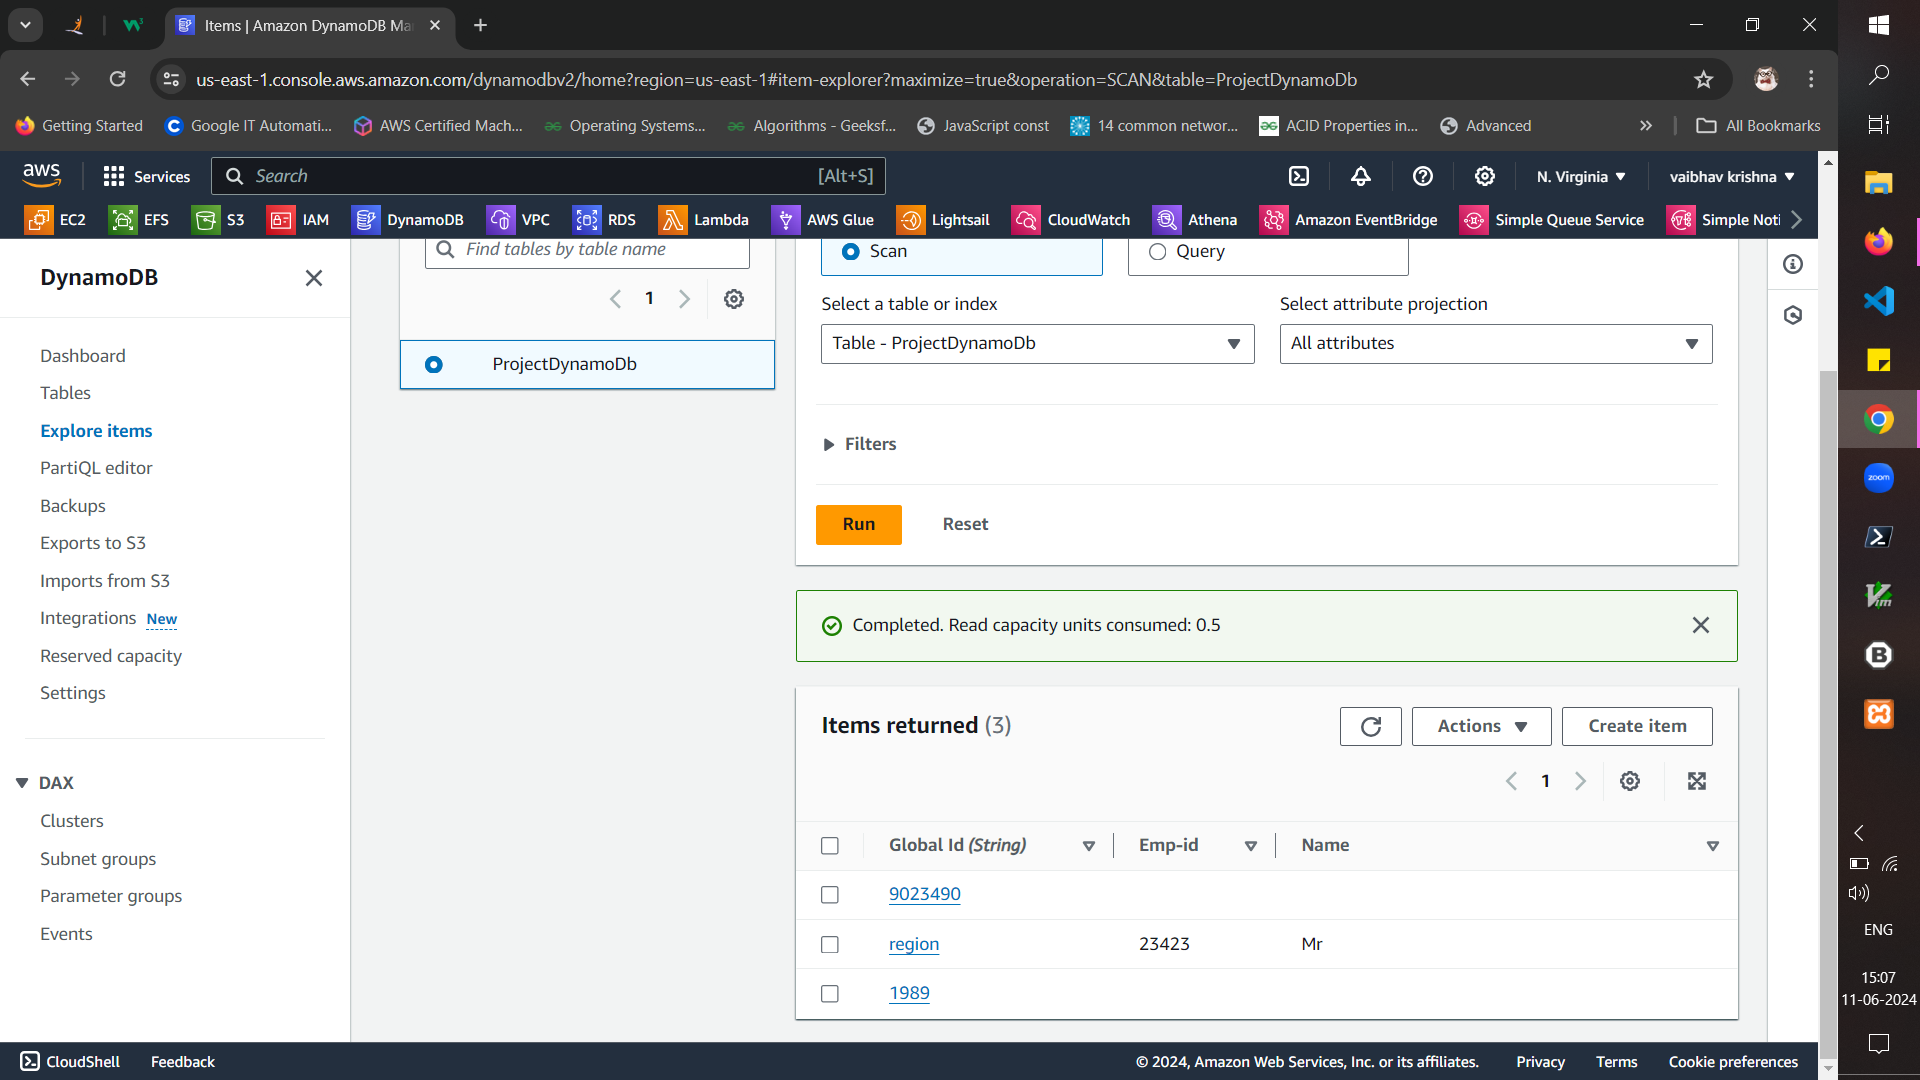 Items | Amazon DynamoDB Ma
us-east-1.console.aws.amazon.com/dynamodbv2/home?region=us-east-1#item-explorer?maximize=true&operation=SCAN&table=ProjectDynamoDb
Getting Started Google IT Automati... AWS Certified Mach... Operating Systems... Algorithms - Geeksf... JavaScript const 14 common networ... ACID Properties in... Advanced » All Bookmarks
aws Services Search [Alt+S] N. Virginia vaibhav krishna
EC2 EFS S3 IAM DynamoDB VPC RDS Lambda AWS Glue Lightsail CloudWatch Athena Amazon EventBridge Simple Queue Service Simple Noti
DynamoDB
Dashboard
Tables
Explore items
PartiQL editor
Backups
Exports to S3
Imports from S3
Integrations New
Reserved capacity
Settings
DAX
Clusters
Subnet groups
Parameter groups
Events
Find tables by table name
1
ProjectDynamoDb
Scan Query
Select a table or index Select attribute projection
Table - ProjectDynamoDb All attributes
Filters
Run Reset
Completed. Read capacity units consumed: 0.5
Items returned (3) Actions Create item
1
Global Id (String) Emp-id Name
9023490
region 23423 Mr
1989
CloudShell Feedback © 2024, Amazon Web Services, Inc. or its affiliates. Privacy Terms Cookie preferences
zoom
Vim
B
ENG
15:07
11-06-2024